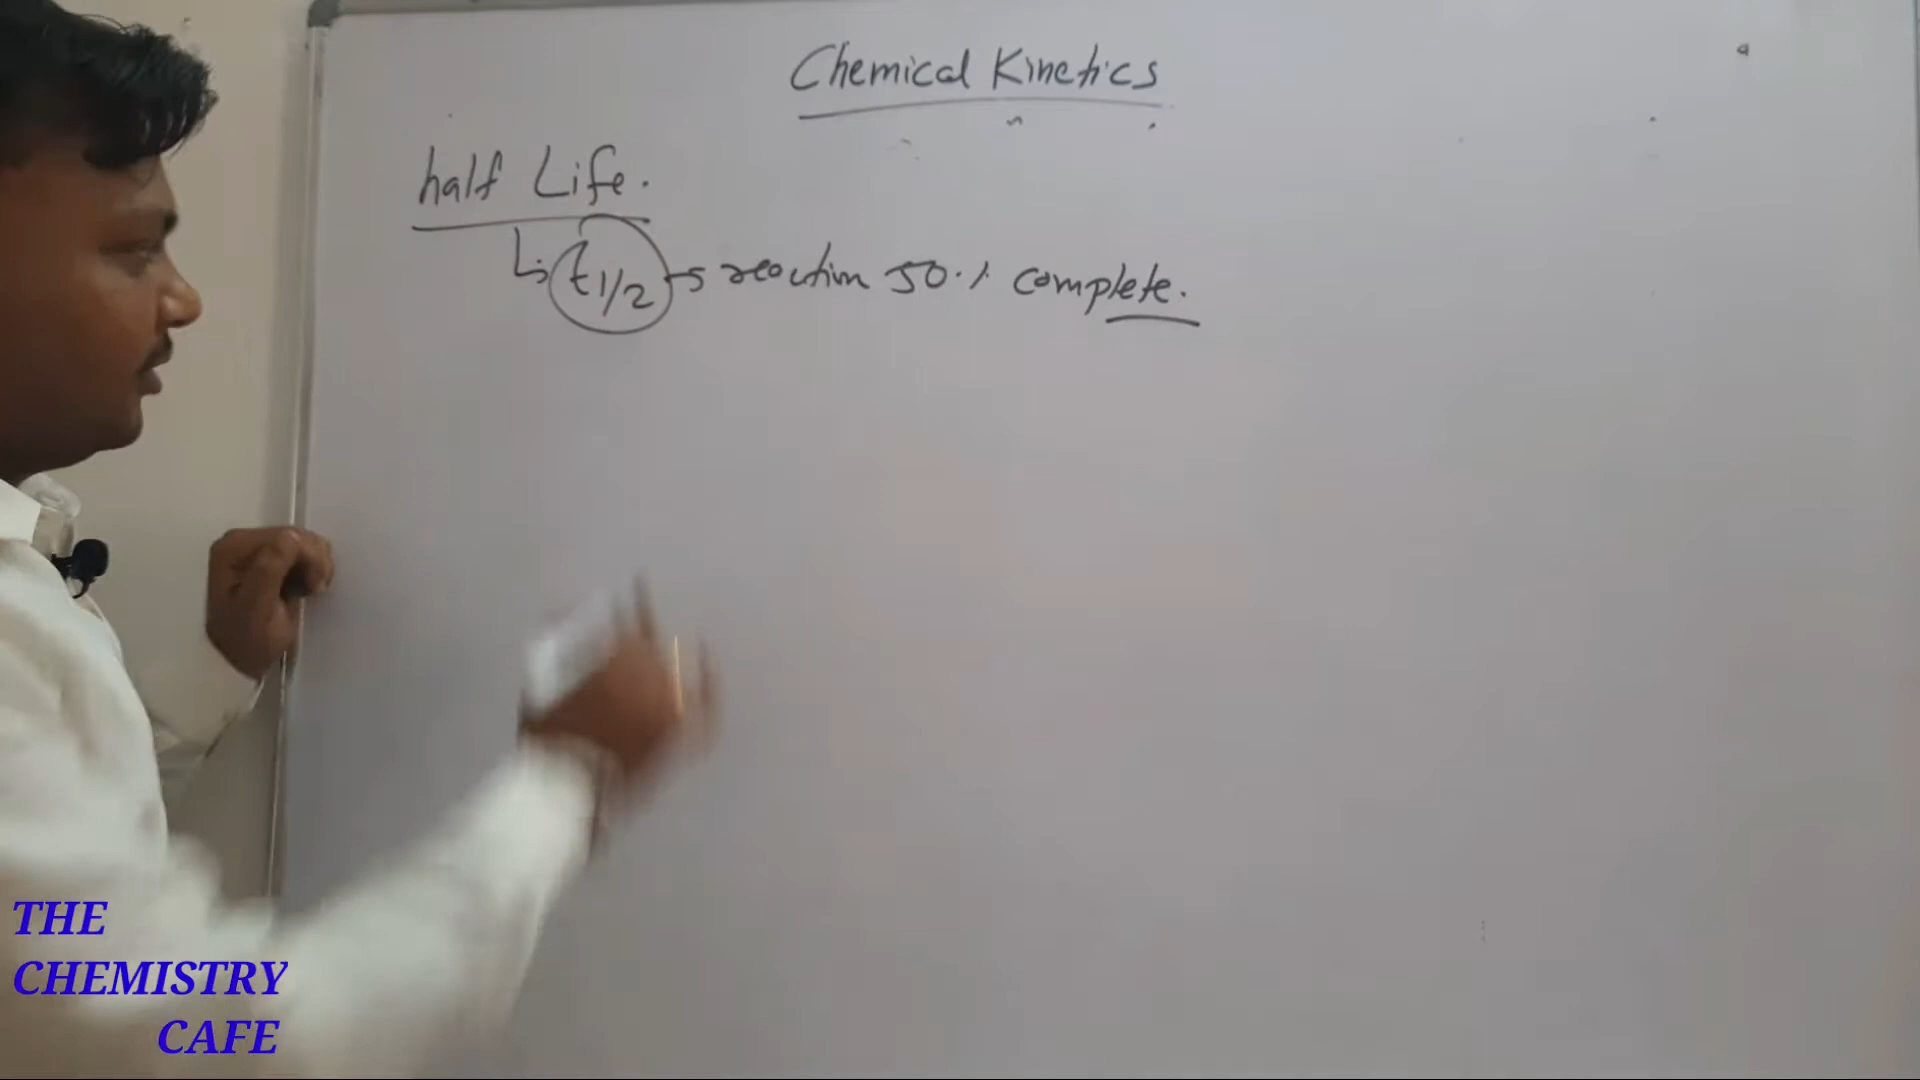 Chemical Kinetics
half Life.
↳ t1/2 → reaction 50% complete.
THE
CHEMISTRY
CAFE